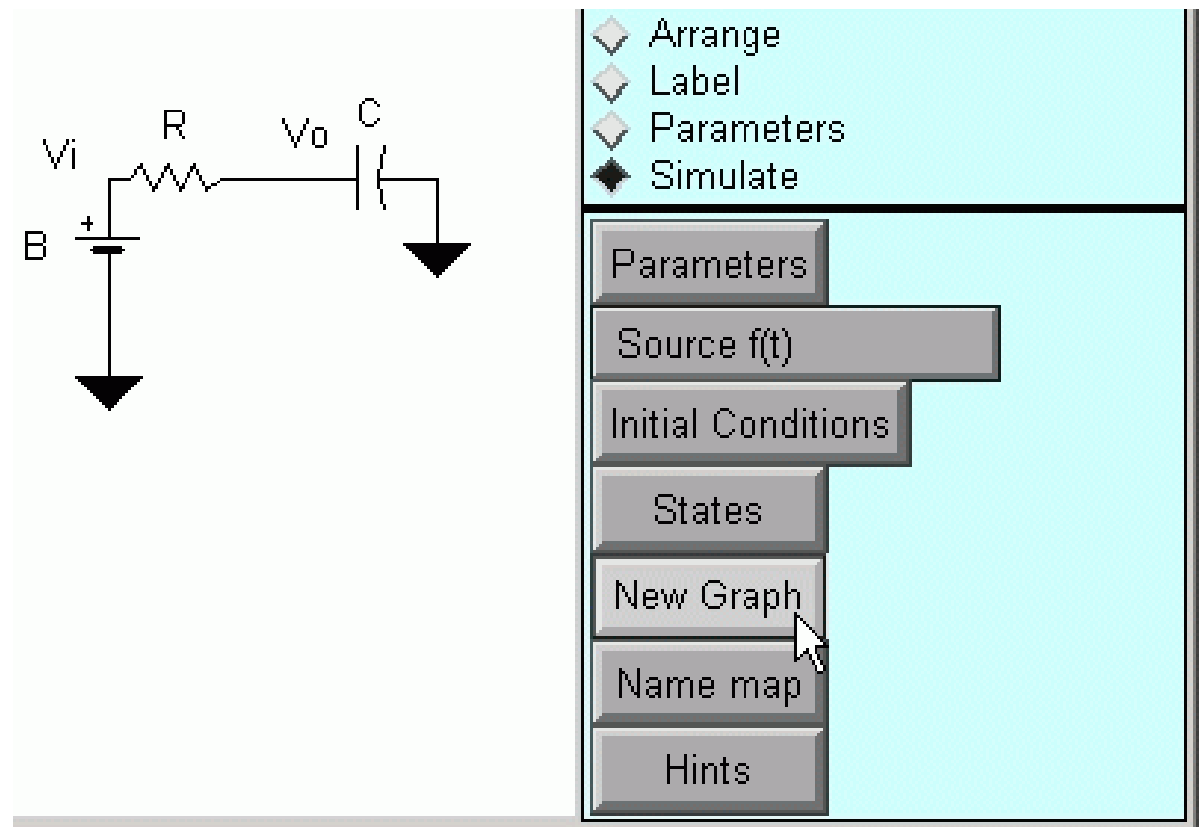 Vi
R
Vo
C
+
B
Arrange
Label
Parameters
Simulate
Parameters
Source f(t)
Initial Conditions
States
New Graph
Name map
Hints